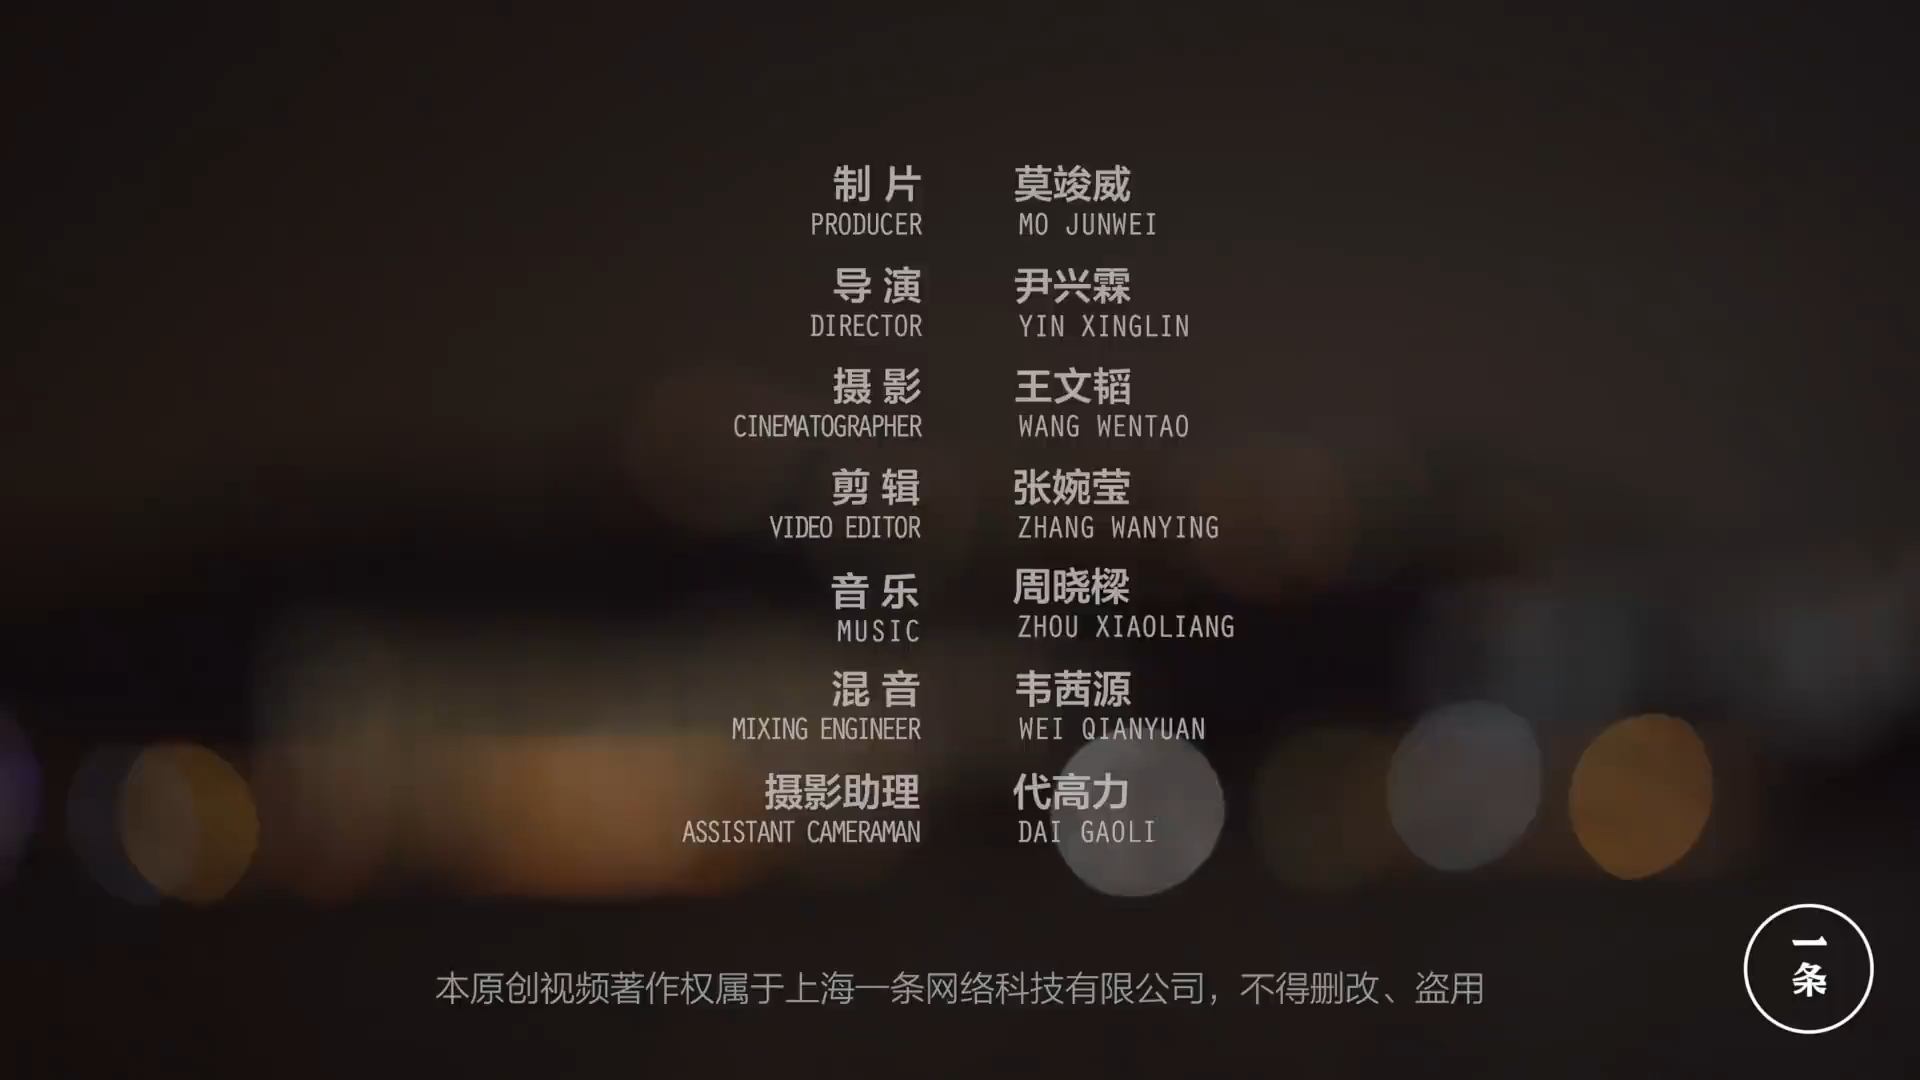 制片 莫竣威
PRODUCER MO JUNWEI
导演 尹兴霖
DIRECTOR YIN XINGLIN
摄影 王文韬
CINEMATOGRAPHER WANG WENTAO
剪辑 张婉莹
VIDEO EDITOR ZHANG WANYING
音乐 周晓樑
MUSIC ZHOU XIAOLIANG
混音 韦茜源
MIXING ENGINEER WEI QIANYUAN
摄影助理 代高力
ASSISTANT CAMERAMAN DAI GAOLI
本原创视频著作权属于上海一条网络科技有限公司，不得删改、盗用
一条